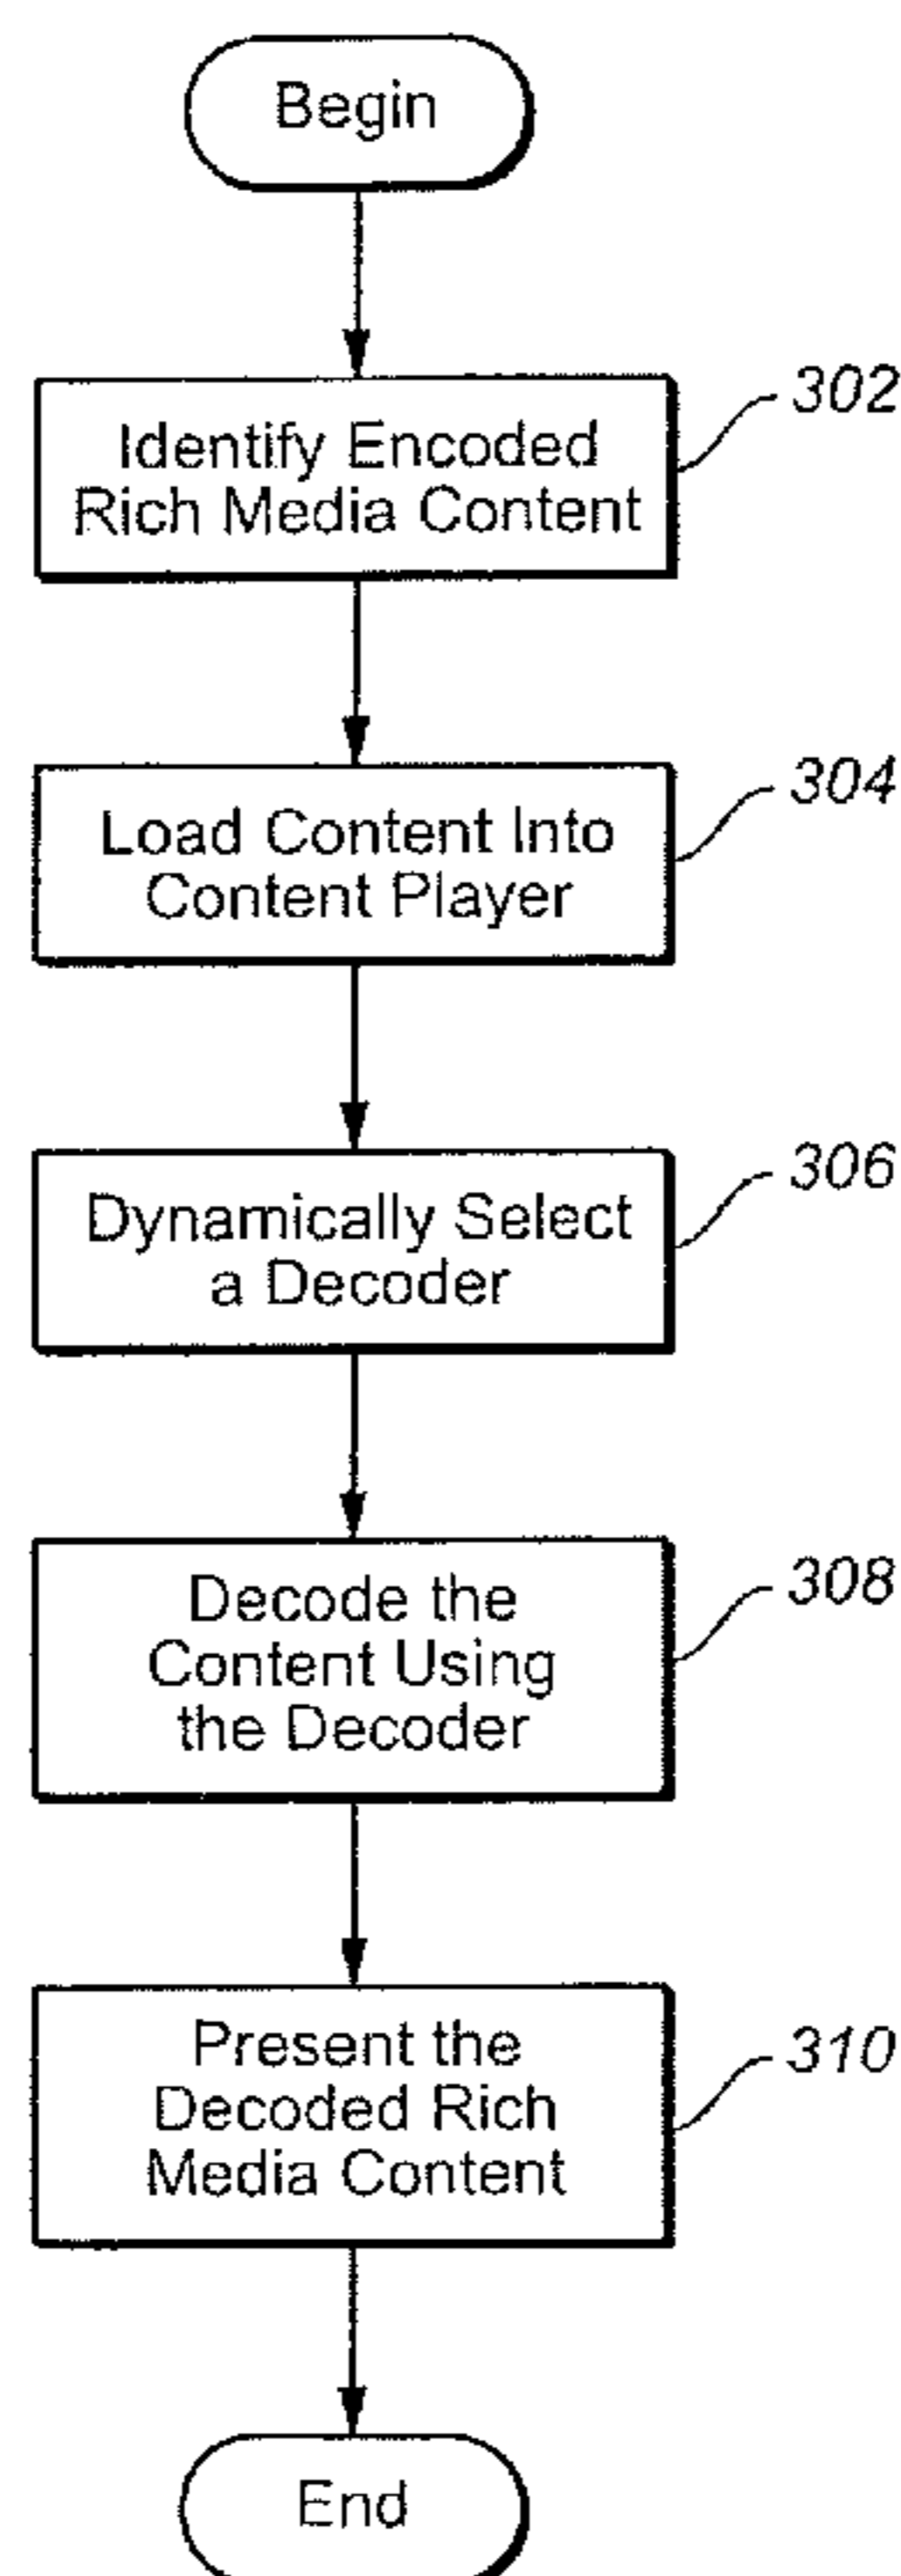 Begin
302
Identify Encoded
Rich Media Content
304
Load Content Into
Content Player
306
Dynamically Select
a Decoder
308
Decode the
Content Using
the Decoder
310
Present the
Decoded Rich
Media Content
End